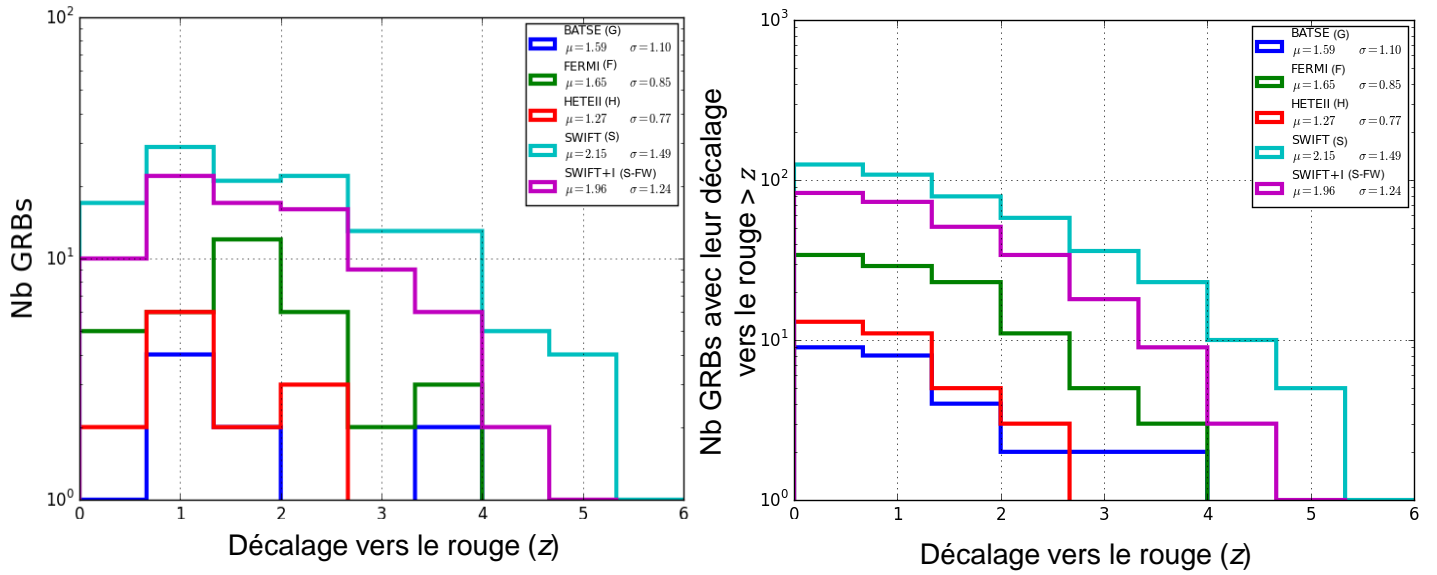 10²
10¹
10⁰
Nb GRBs
BATSE (G)
μ=1.59 σ=1.10
FERMI (F)
μ=1.65 σ=0.85
HETEII (H)
μ=1.27 σ=0.77
SWIFT (S)
μ=2.15 σ=1.49
SWIFT+I (S-FW)
μ=1.96 σ=1.24
0 1 2 3 4 5 6
Décalage vers le rouge (z)
10³
10²
10¹
10⁰
Nb GRBs avec leur décalage
vers le rouge > z
BATSE (G)
μ=1.59 σ=1.10
FERMI (F)
μ=1.65 σ=0.85
HETEII (H)
μ=1.27 σ=0.77
SWIFT (S)
μ=2.15 σ=1.49
SWIFT+I (S-FW)
μ=1.96 σ=1.24
0 1 2 3 4 5 6
Décalage vers le rouge (z)